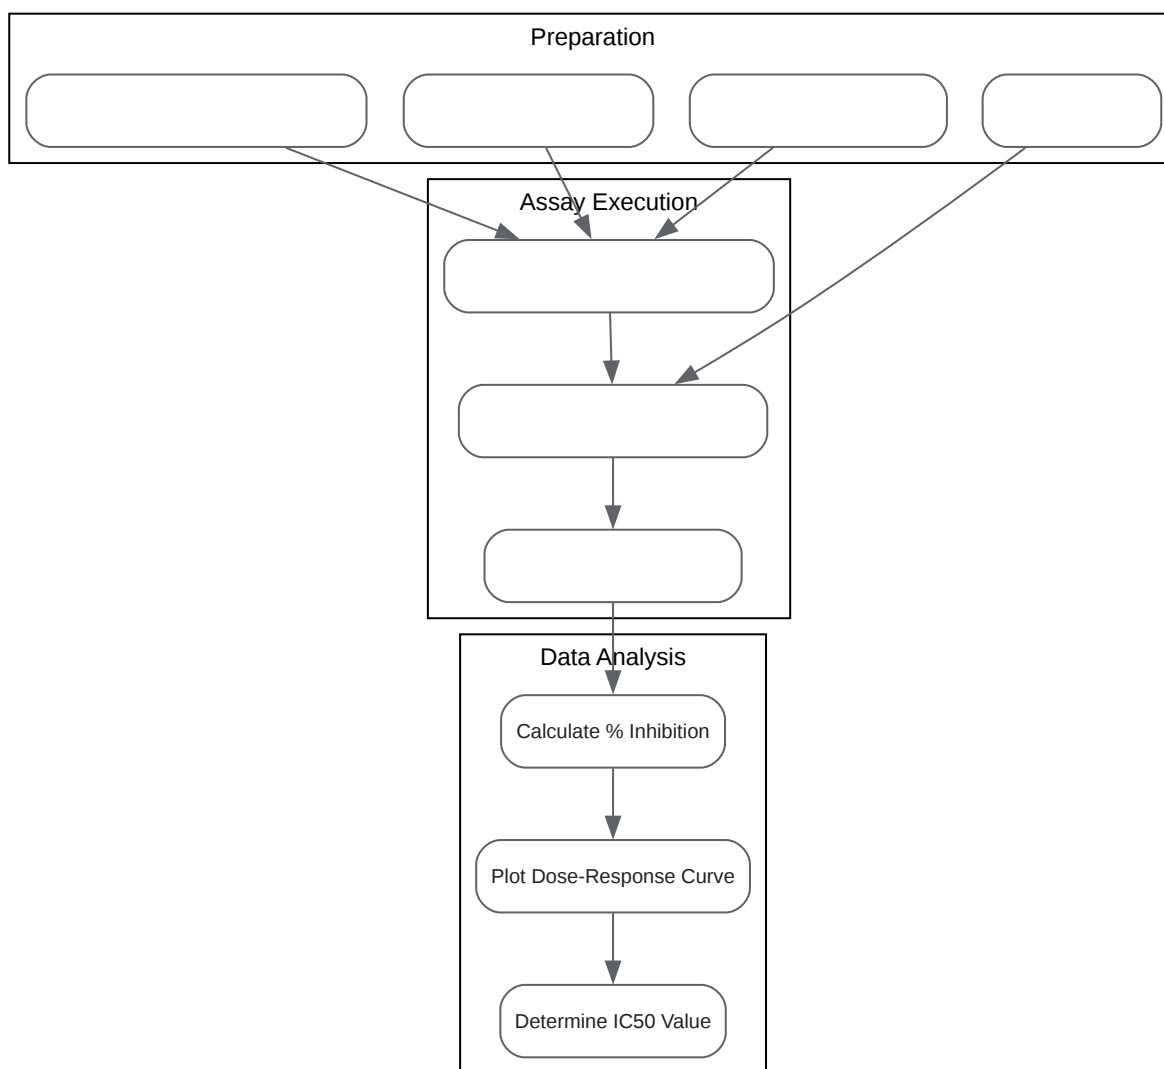 Preparation
Assay Execution
Data Analysis
Calculate % Inhibition
Plot Dose-Response Curve
Determine IC50 Value